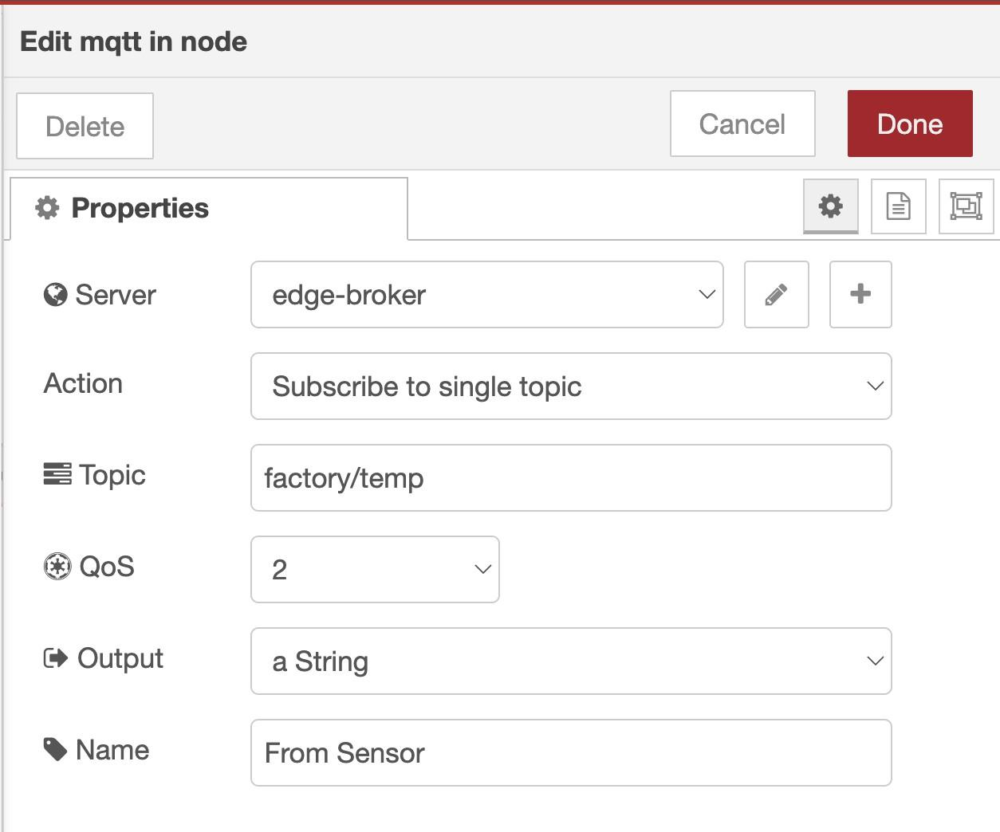 Edit mqtt in node
Delete
Cancel
Done
Properties
Server
edge-broker
Action
Subscribe to single topic
Topic
factory/temp
QoS
2
Output
a String
Name
From Sensor